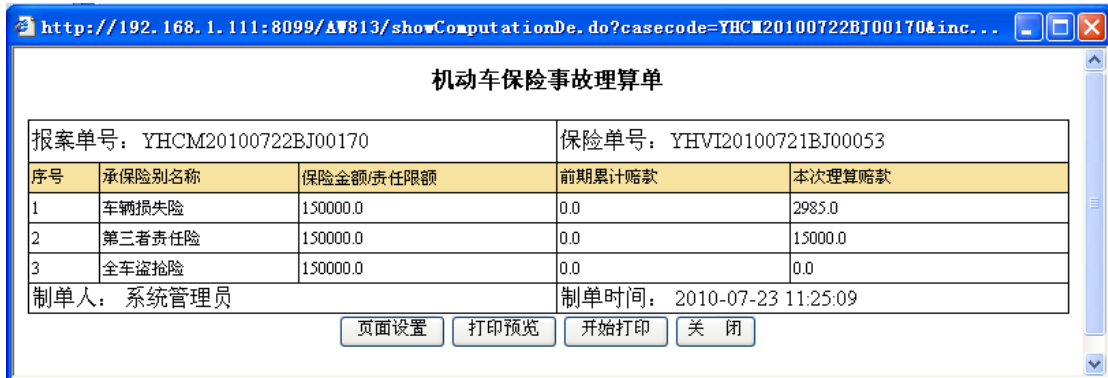 http://192.168.1.111:8099/AW813/showComputationDe.do?casecode=YHCM20100722BJ00170&inc...
机动车保险事故理算单
报案单号：YHCM20100722BJ00170 保险单号：YHVI20100721BJ00053
序号 承保险别名称 保险金额/责任限额 前期累计赔款 本次理算赔款
1 车辆损失险 150000.0 0.0 2985.0
2 第三者责任险 150000.0 0.0 15000.0
3 全车盗抢险 150000.0 0.0 0.0
制单人： 系统管理员 制单时间： 2010-07-23 11:25:09
页面设置 打印预览 开始打印 关 闭